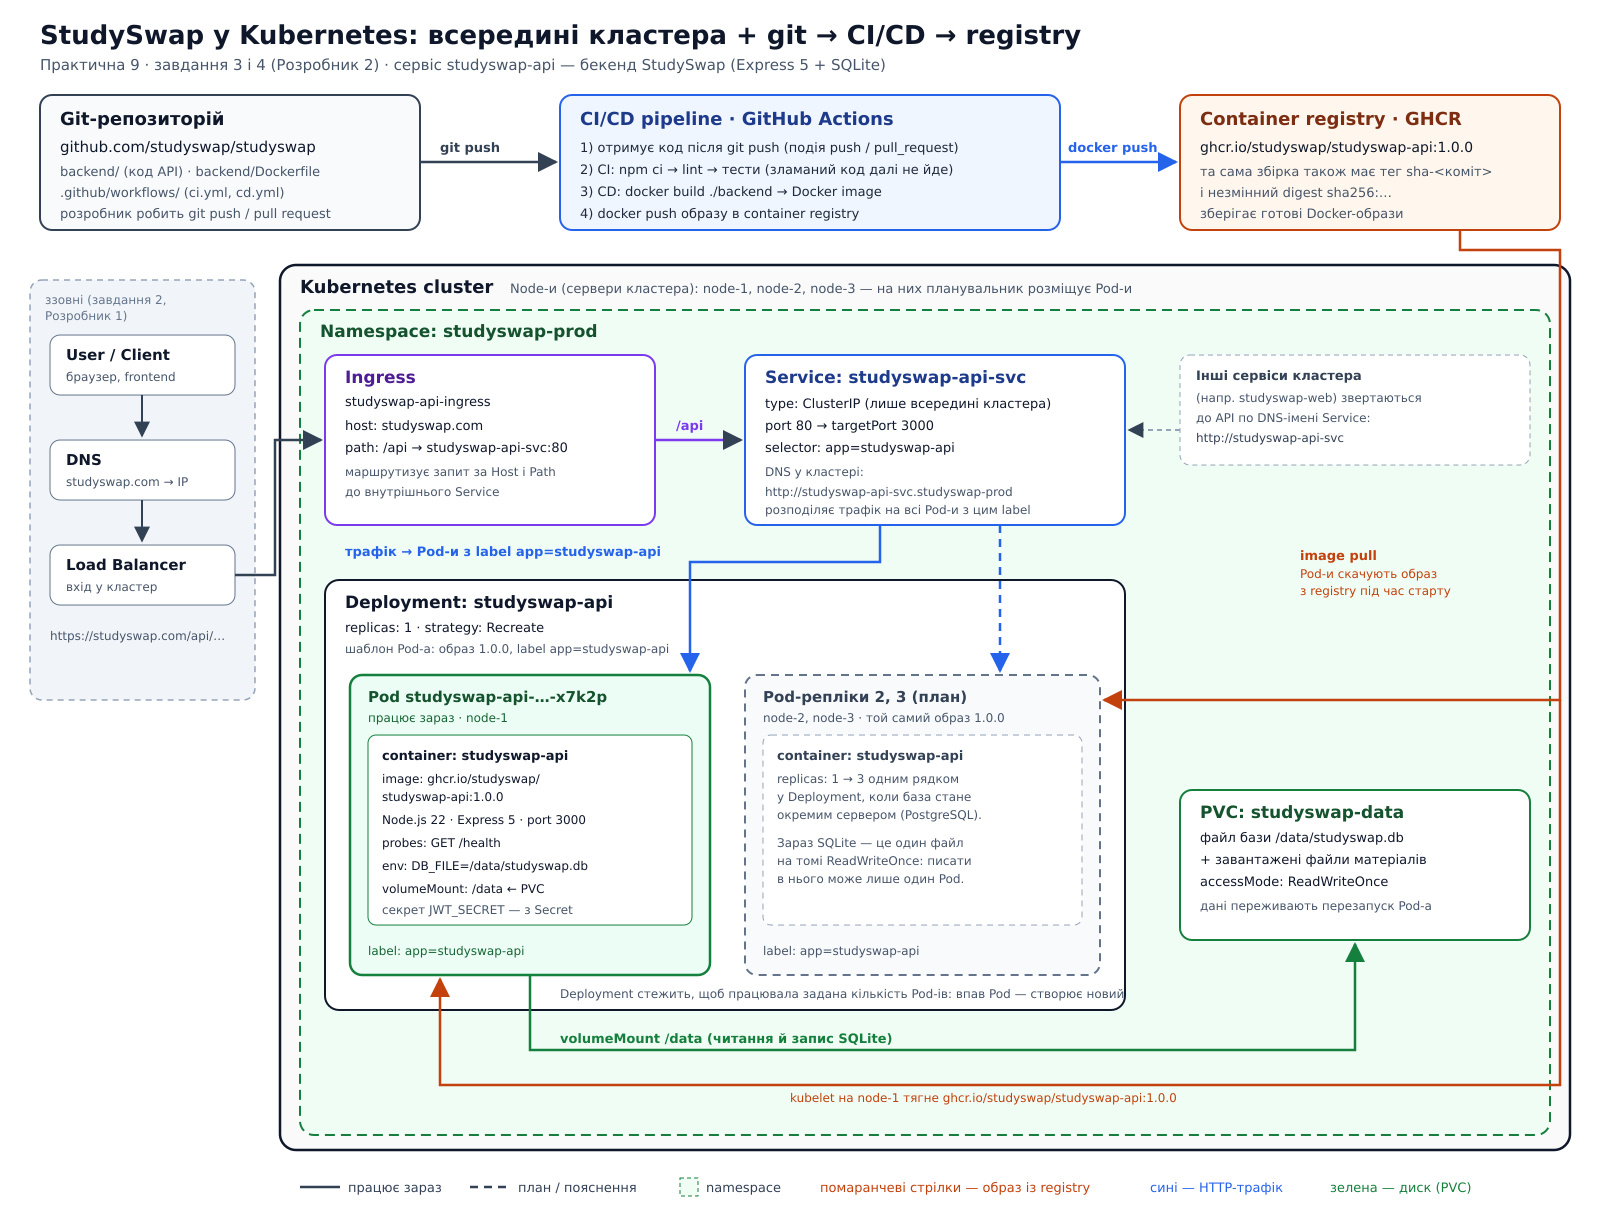 StudySwap у Kubernetes: всередині кластера + git → CI/CD → registry
Практична 9 · завдання 3 і 4 (Розробник 2) · сервіс studyswap-api — бекенд StudySwap (Express 5 + SQLite)
Git-репозиторій
github.com/studyswap/studyswap
backend/ (код API) · backend/Dockerfile
.github/workflows/ (ci.yml, cd.yml)
розробник робить git push / pull request
git push
CI/CD pipeline · GitHub Actions
1) отримує код після git push (подія push / pull_request)
2) CI: npm ci → lint → тести (зламаний код далі не йде)
3) CD: docker build ./backend → Docker image
4) docker push образу в container registry
docker push
Container registry · GHCR
ghcr.io/studyswap/studyswap-api:1.0.0
та сама збірка також має тег sha-<коміт>
і незмінний digest sha256:…
зберігає готові Docker-образи
ззовні (завдання 2,
Розробник 1)
User / Client
браузер, frontend
DNS
studyswap.com → IP
Load Balancer
вхід у кластер
https://studyswap.com/api/…
Kubernetes cluster
Node-и (сервери кластера): node-1, node-2, node-3 — на них планувальник розміщує Pod-и
Namespace: studyswap-prod
Ingress
studyswap-api-ingress
host: studyswap.com
path: /api → studyswap-api-svc:80
маршрутизує запит за Host і Path
до внутрішнього Service
/api
Service: studyswap-api-svc
type: ClusterIP (лише всередині кластера)
port 80 → targetPort 3000
selector: app=studyswap-api
DNS у кластері:
http://studyswap-api-svc.studyswap-prod
розподіляє трафік на всі Pod-и з цим label
Інші сервіси кластера
(напр. studyswap-web) звертаються
до API по DNS-імені Service:
http://studyswap-api-svc
трафік → Pod-и з label app=studyswap-api
image pull
Pod-и скачують образ
з registry під час старту
Deployment: studyswap-api
replicas: 1 · strategy: Recreate
шаблон Pod-а: образ 1.0.0, label app=studyswap-api
Pod studyswap-api-…-x7k2p
працює зараз · node-1
container: studyswap-api
image: ghcr.io/studyswap/
studyswap-api:1.0.0
Node.js 22 · Express 5 · port 3000
probes: GET /health
env: DB_FILE=/data/studyswap.db
volumeMount: /data ← PVC
секрет JWT_SECRET — з Secret
label: app=studyswap-api
Pod-репліки 2, 3 (план)
node-2, node-3 · той самий образ 1.0.0
container: studyswap-api
replicas: 1 → 3 одним рядком
у Deployment, коли база стане
окремим сервером (PostgreSQL).
Зараз SQLite — це один файл
на томі ReadWriteOnce: писати
в нього може лише один Pod.
label: app=studyswap-api
Deployment стежить, щоб працювала задана кількість Pod-ів: впав Pod — створює новий
PVC: studyswap-data
файл бази /data/studyswap.db
+ завантажені файли матеріалів
accessMode: ReadWriteOnce
дані переживають перезапуск Pod-а
volumeMount /data (читання й запис SQLite)
kubelet на node-1 тягне ghcr.io/studyswap/studyswap-api:1.0.0
працює зараз
план / пояснення
namespace
помаранчеві стрілки — образ із registry
сині — HTTP-трафік
зелена — диск (PVC)